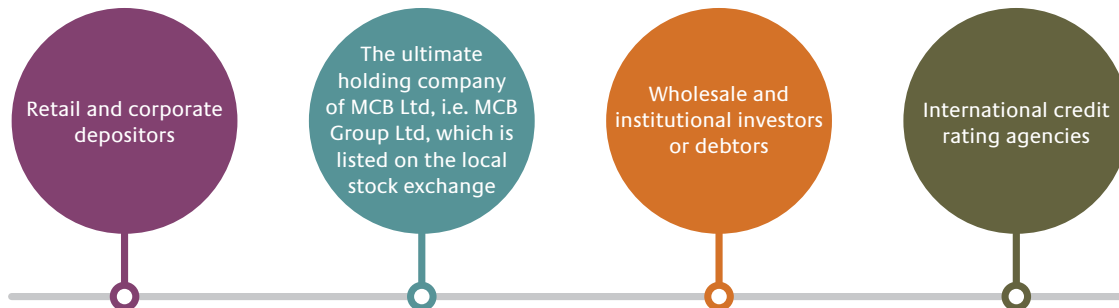 Retail and corporate
depositors
The ultimate
holding company
of MCB Ltd, i.e. MCB
Group Ltd, which is
listed on the local
stock exchange
Wholesale and
institutional investors
or debtors
International credit
rating agencies